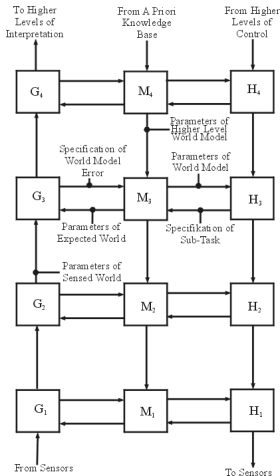 To Higher
Levels of
Interpretation
From A Priori
Knowledge
Base
From Higher
Levels of
Control
G4
M4
H4
Parameters of
Higher Level
World Model
Specification of
World Model
Error
Parameters of
World Model
G3
M3
H3
Parameters of
Expected World
Specifikation of
Sub-Task
Parameters of
Sensed World
G2
M2
H2
G1
M1
H1
From Sensors
To Sensors